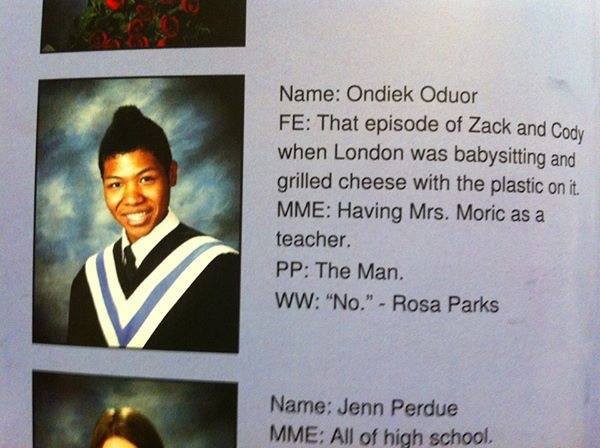 Name: Ondiek Oduor
FE: That episode of Zack and Cody
when London was babysitting and
grilled cheese with the plastic on it.
MME: Having Mrs. Moric as a
teacher.
PP: The Man.
WW: “No.” - Rosa Parks
Name: Jenn Perdue
MME: All of high school.